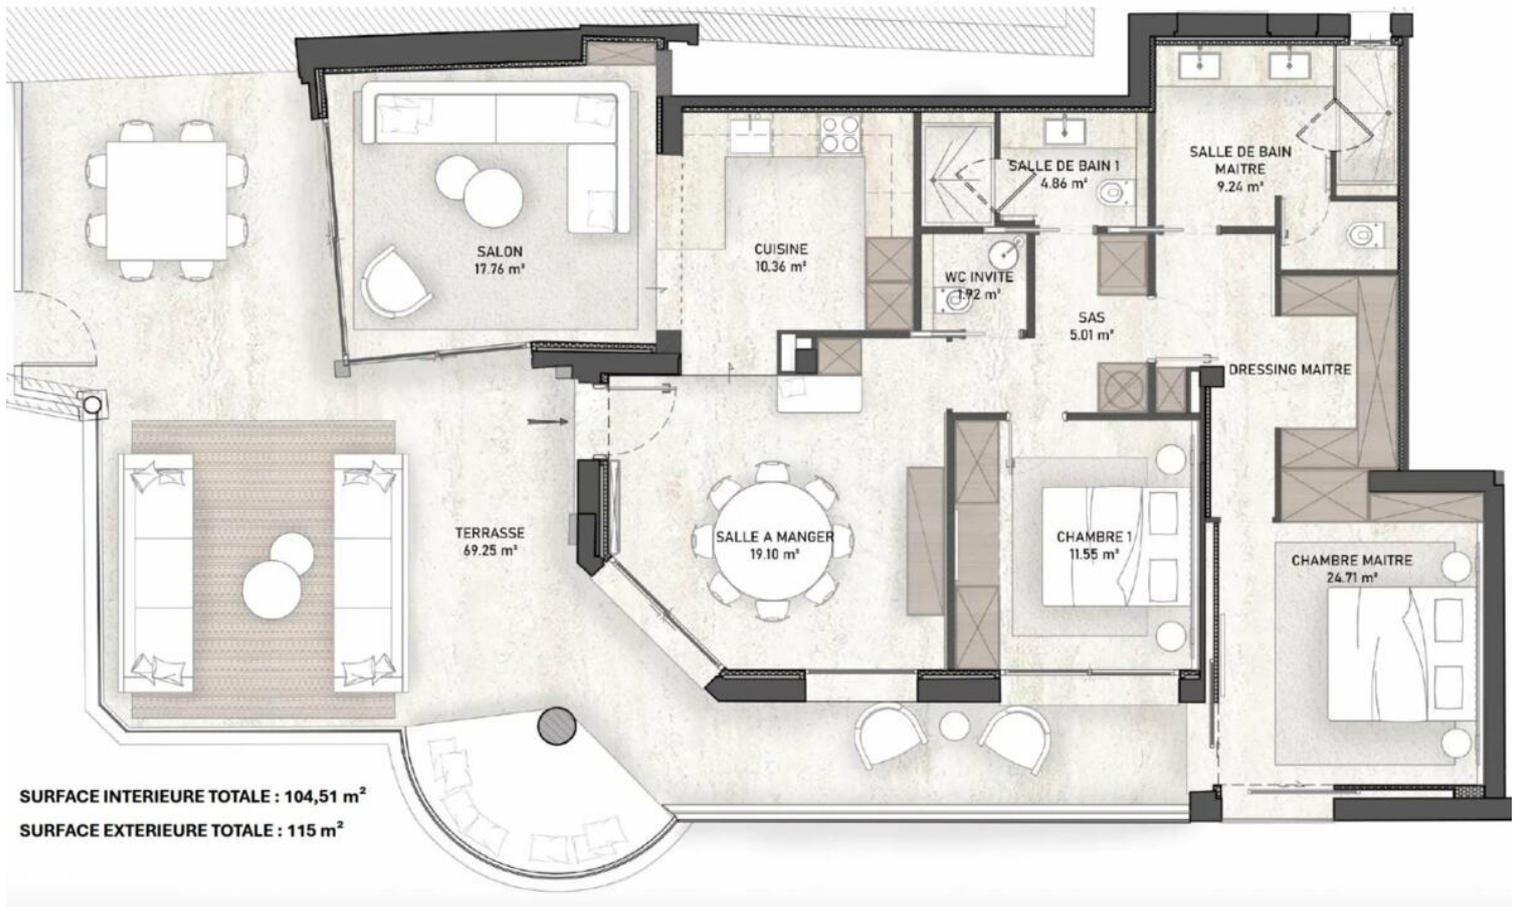 SALLE DE BAIN
MAITRE
9.24 m²
SALLE DE BAIN 1
4.86 m²
SALON
17.76 m²
CUISINE
10.36 m²
WC INVITE
1.92 m²
SAS
5.01 m²
DRESSING MAITRE
TERRASSE
69.25 m²
SALLE A MANGER
19.10 m²
CHAMBRE 1
11.55 m²
CHAMBRE MAITRE
24.71 m²
SURFACE INTERIEURE TOTALE : 104,51 m²
SURFACE EXTERIEURE TOTALE : 115 m²